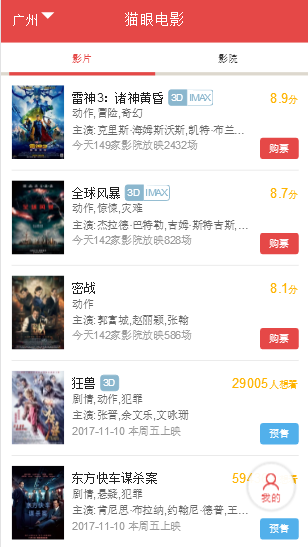 广州
猫眼电影
影片
影院
雷神3：诸神黄昏 3D IMAX
8.9分
动作,冒险,奇幻
主演:克里斯·海姆斯沃斯,凯特·布兰…
今天149家影院放映2432场
购票
全球风暴 3D IMAX
8.7分
动作,惊悚,灾难
主演:杰拉德·巴特勒,吉姆·斯特吉斯,…
今天142家影院放映828场
购票
密战
8.1分
动作
主演:郭富城,赵丽颖,张翰
今天142家影院放映586场
购票
狂兽 3D
29005人想看
剧情,动作,犯罪
主演:张晋,余文乐,文咏珊
2017-11-10 本周五上映
预售
东方快车谋杀案
594
剧情,悬疑,犯罪
主演:肯尼思·布拉纳,约翰尼·德普,王…
2017-11-10 本周五上映
预售
我的